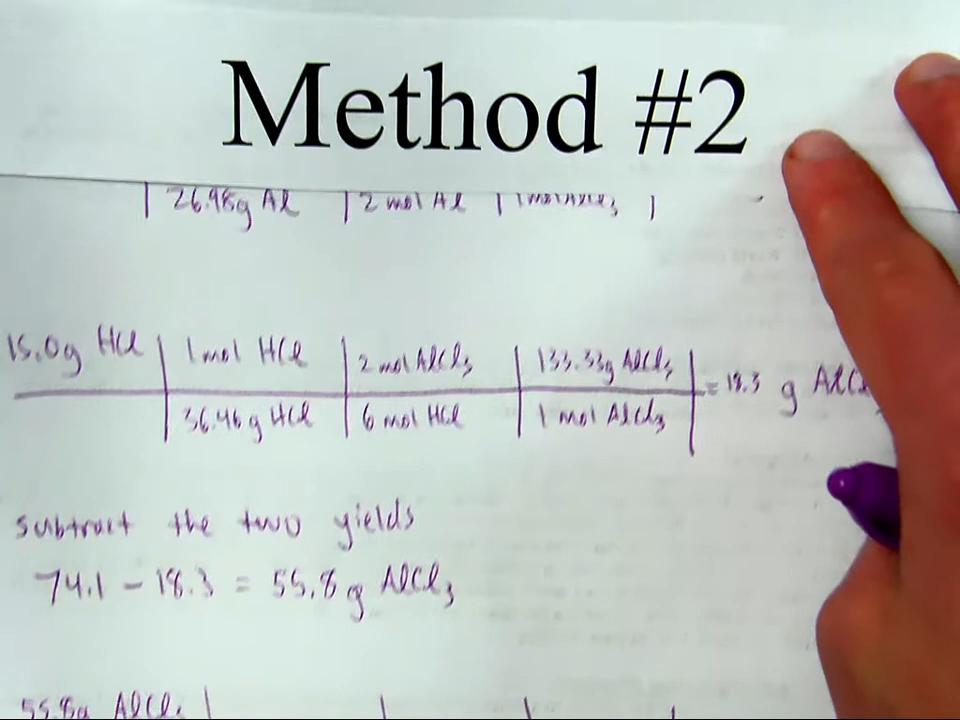 Method #2
26.98g Al 2 mol Al 1 mol AlCl3
15.0g HCl 1 mol HCl 2 mol AlCl3 133.33g AlCl3 = 18.3 g AlCl
36.46 g HCl 6 mol HCl 1 mol AlCl3
subtract the two yields
74.1 - 18.3 = 55.8 g AlCl3
55.8g AlCl3